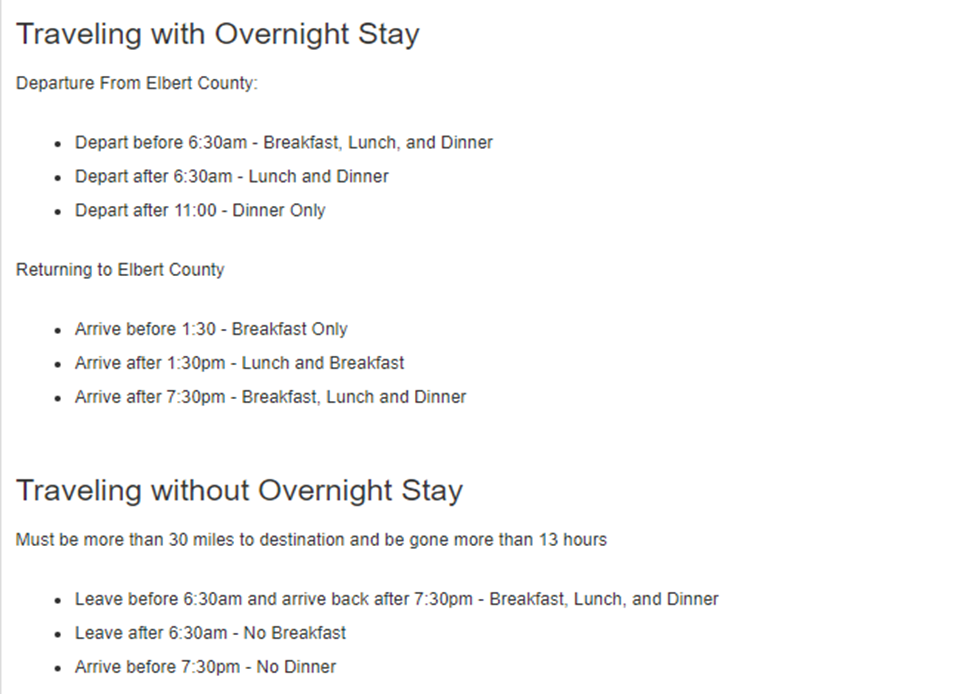 Traveling with Overnight Stay
Departure From Elbert County:
Depart before 6:30am - Breakfast, Lunch, and Dinner
Depart after 6:30am - Lunch and Dinner
Depart after 11:00 - Dinner Only
Returning to Elbert County
Arrive before 1:30 - Breakfast Only
Arrive after 1:30pm - Lunch and Breakfast
Arrive after 7:30pm - Breakfast, Lunch and Dinner
Traveling without Overnight Stay
Must be more than 30 miles to destination and be gone more than 13 hours
Leave before 6:30am and arrive back after 7:30pm - Breakfast, Lunch, and Dinner
Leave after 6:30am - No Breakfast
Arrive before 7:30pm - No Dinner